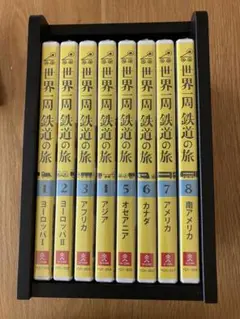 世界一周 鉄道の旅
1
ヨーロッパⅠ
世界一周 鉄道の旅
2
ヨーロッパⅡ
世界一周 鉄道の旅
3
アフリカ
世界一周 鉄道の旅
4
アジア
世界一周 鉄道の旅
5
オセアニア
世界一周 鉄道の旅
6
カナダ
世界一周 鉄道の旅
7
アメリカ
世界一周 鉄道の旅
8
南アメリカ